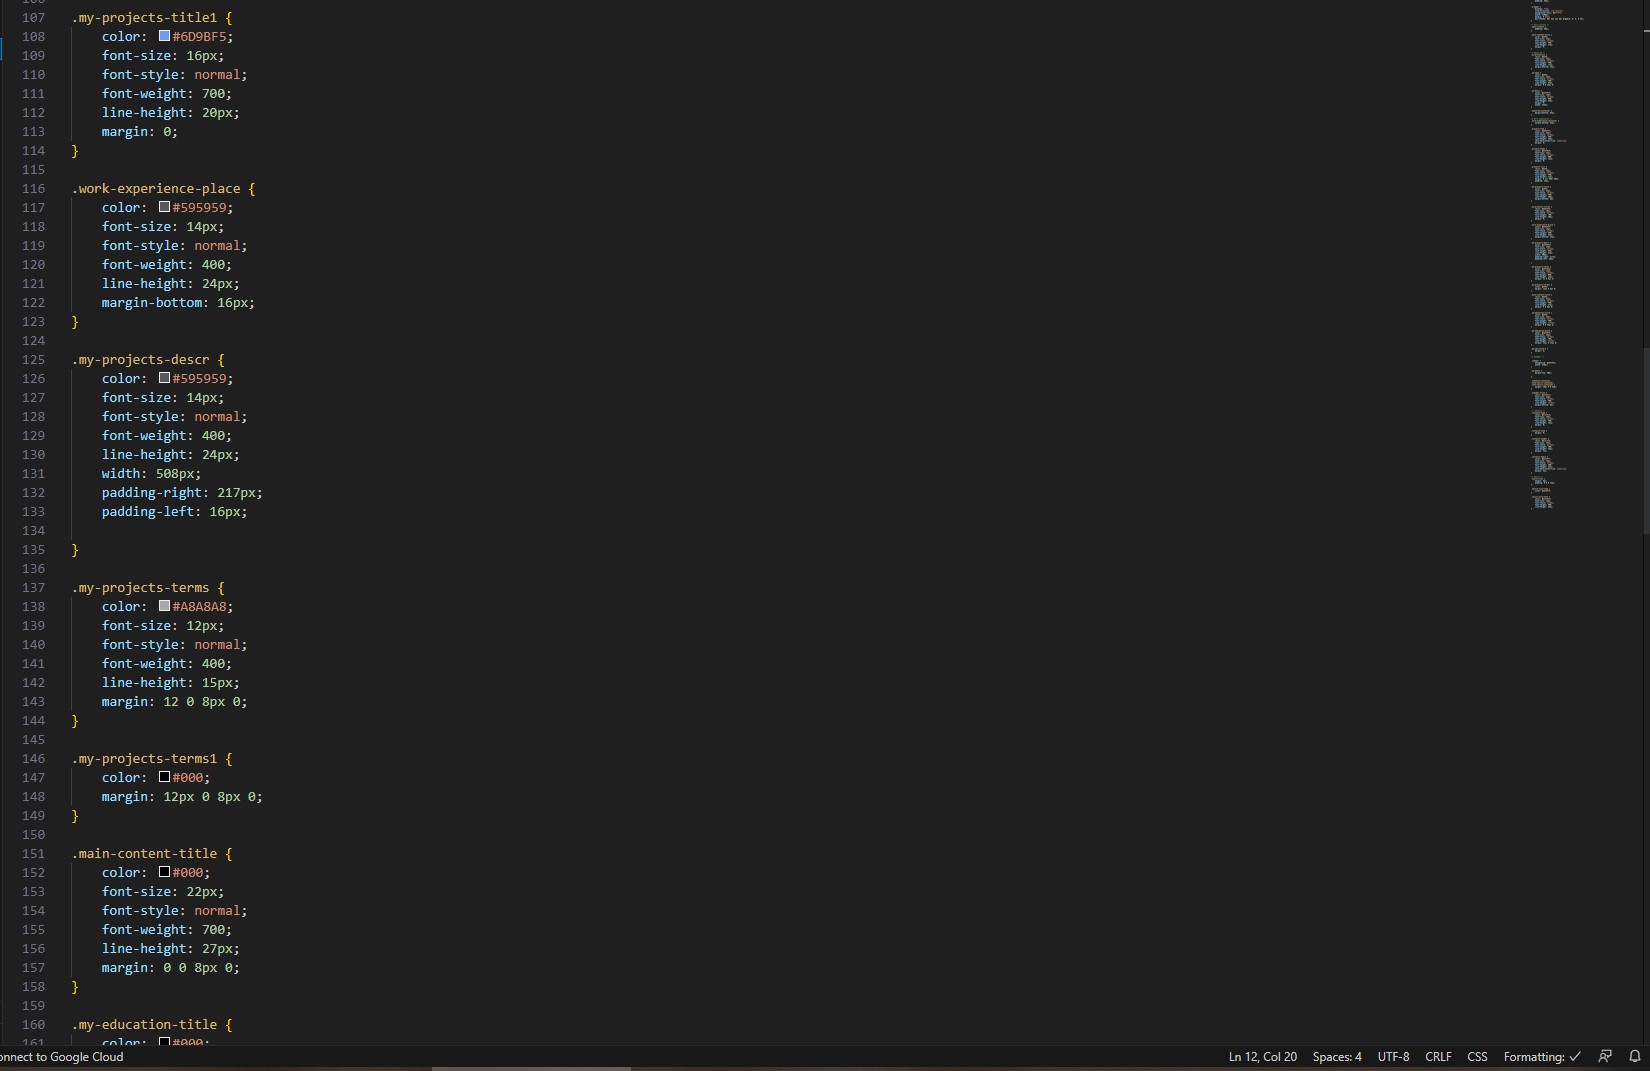 107 .my-projects-title1 {
108 color: #6D9BF5;
109 font-size: 16px;
110 font-style: normal;
111 font-weight: 700;
112 line-height: 20px;
113 margin: 0;
114 }
115
116 .work-experience-place {
117 color: #595959;
118 font-size: 14px;
119 font-style: normal;
120 font-weight: 400;
121 line-height: 24px;
122 margin-bottom: 16px;
123 }
124
125 .my-projects-descr {
126 color: #595959;
127 font-size: 14px;
128 font-style: normal;
129 font-weight: 400;
130 line-height: 24px;
131 width: 508px;
132 padding-right: 217px;
133 padding-left: 16px;
134
135 }
136
137 .my-projects-terms {
138 color: #A8A8A8;
139 font-size: 12px;
140 font-style: normal;
141 font-weight: 400;
142 line-height: 15px;
143 margin: 12 0 8px 0;
144 }
145
146 .my-projects-terms1 {
147 color: #000;
148 margin: 12px 0 8px 0;
149 }
150
151 .main-content-title {
152 color: #000;
153 font-size: 22px;
154 font-style: normal;
155 font-weight: 700;
156 line-height: 27px;
157 margin: 0 0 8px 0;
158 }
159
160 .my-education-title {
161 color: #000;
onnect to Google Cloud Ln 12, Col 20 Spaces: 4 UTF-8 CRLF CSS Formatting: ✓